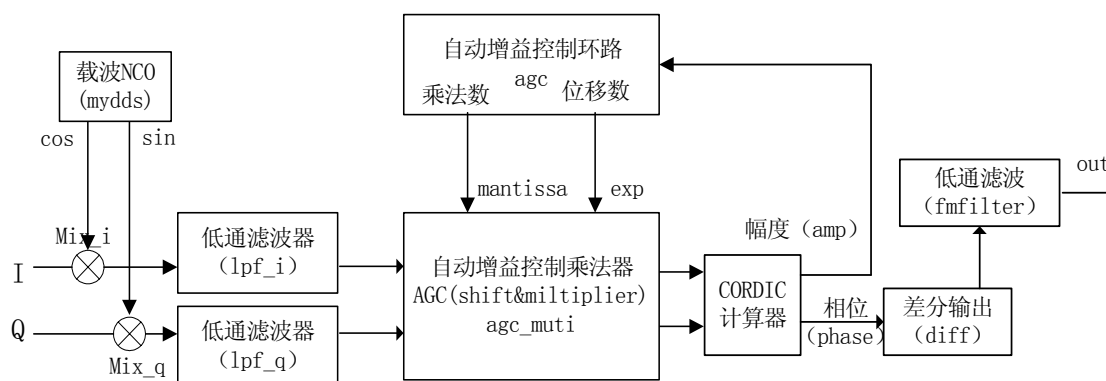 自动增益控制环路
agc
乘法数
位移数
载波NCO
(mydds)
cos
sin
mantissa
exp
out
低通滤波
（fmfilter）
幅度（amp）
Mix_i
低通滤波器
（lpf_i）
I
自动增益控制乘法器
AGC(shift&miltiplier)
agc_muti
CORDIC
计算器
相位
(phase)
差分输出
（diff）
Q
低通滤波器
（lpf_q）
Mix_q